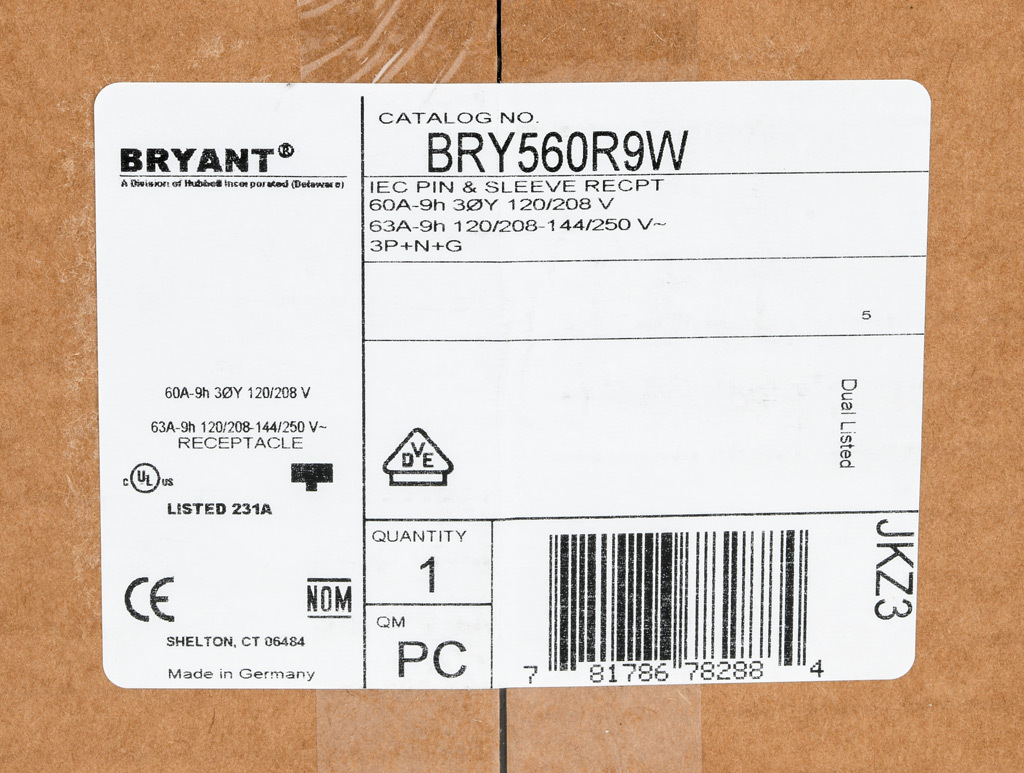 BRYANT®
A Division of Hubbell Incorporated (Delaware)
CATALOG NO.
BRY560R9W
IEC PIN & SLEEVE RECPT
60A-9h 3ØY 120/208 V
63A-9h 120/208-144/250 V~
3P+N+G
5
60A-9h 3ØY 120/208 V
63A-9h 120/208-144/250 V~
RECEPTACLE
c UL us
LISTED 231A
DVE
Dual Listed
QUANTITY
1
QM
PC
CE
NOM
SHELTON, CT 06484
Made in Germany
7 81786 78288 4
JKZ3